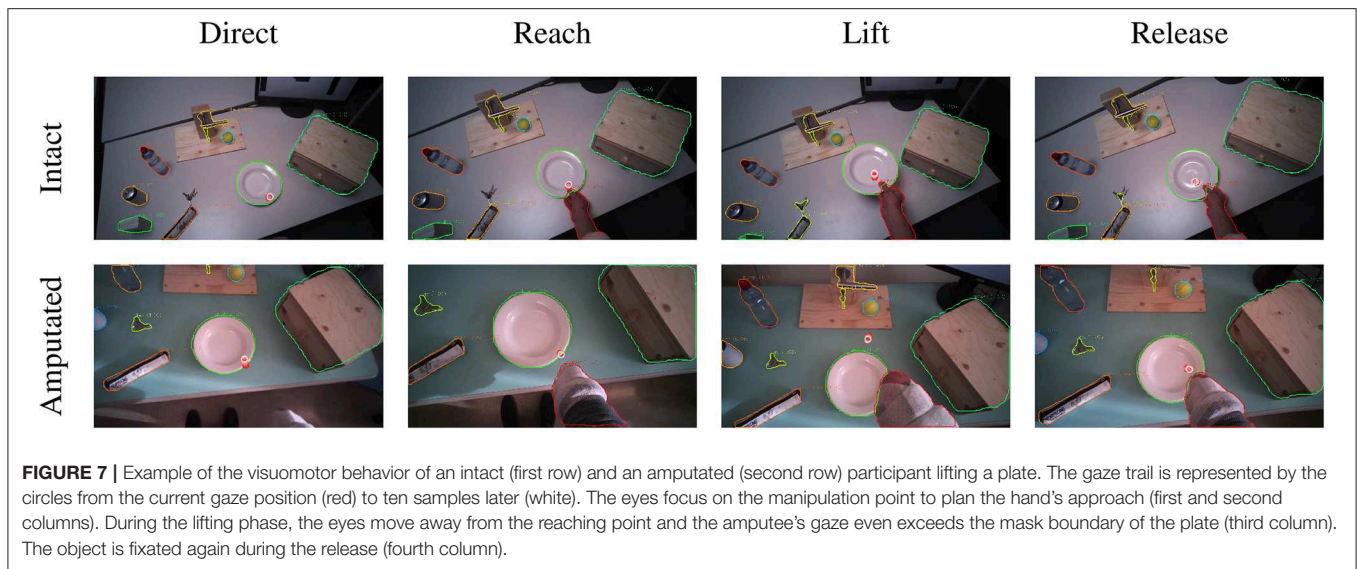 Direct Reach Lift Release
Intact
Amputated
FIGURE 7 | Example of the visuomotor behavior of an intact (first row) and an amputated (second row) participant lifting a plate. The gaze trail is represented by the
circles from the current gaze position (red) to ten samples later (white). The eyes focus on the manipulation point to plan the hand's approach (first and second
columns). During the lifting phase, the eyes move away from the reaching point and the amputee's gaze even exceeds the mask boundary of the plate (third column).
The object is fixated again during the release (fourth column).